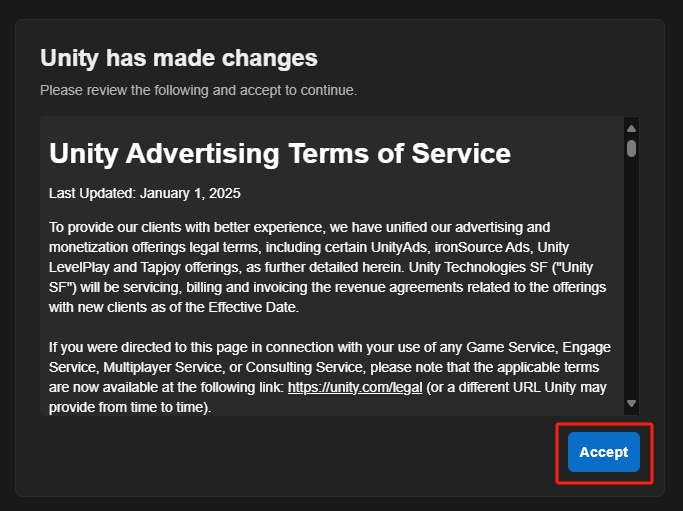 Unity has made changes
Please review the following and accept to continue.
Unity Advertising Terms of Service
Last Updated: January 1, 2025
To provide our clients with better experience, we have unified our advertising and
monetization offerings legal terms, including certain UnityAds, ironSource Ads, Unity
LevelPlay and Tapjoy offerings, as further detailed herein. Unity Technologies SF ("Unity
SF") will be servicing, billing and invoicing the revenue agreements related to the offerings
with new clients as of the Effective Date.
If you were directed to this page in connection with your use of any Game Service, Engage
Service, Multiplayer Service, or Consulting Service, please note that the applicable terms
are now available at the following link: https://unity.com/legal (or a different URL Unity may
provide from time to time).
Accept